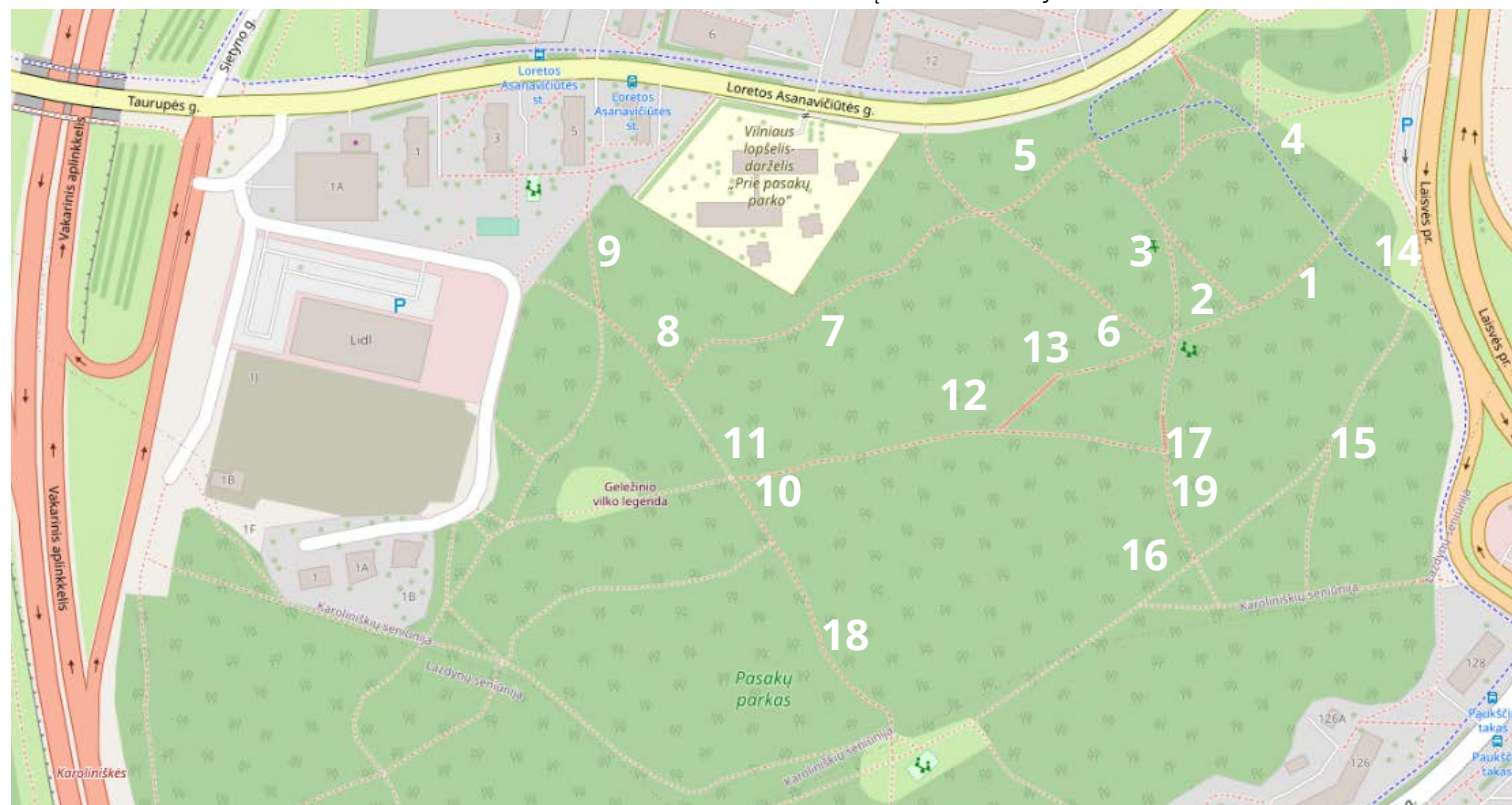 Sietyno g.
2
6
12
Taurupės g.
Loretos
Asanavičiūtės
st.
Loretos
Asanavičiūtės
st.
Loretos Asanavičiūtės g.
Vilniaus
lopšelis-
darželis
„Prie pasakų
parko“
1
3
5
1A
P
Laisvės pr.
Laisvės pr.
Vakarinis aplinkkelis
Vakarinis aplinkkelis
P
Lidl
1J
1B
1F
1
1A
1B
5
4
3
9
14
1
2
8
7
6
13
12
11
17
15
10
19
16
18
Geležinio
vilko legenda
Karoliniškių seniūnija
Lazdynų seniūnija
Karoliniškių seniūnija
Lazdynų seniūnija
Pasakų
parkas
Karoliniškių seniūnija
Karoliniškės
128
126A
126
Paukščių
takas
Paukšč
takas